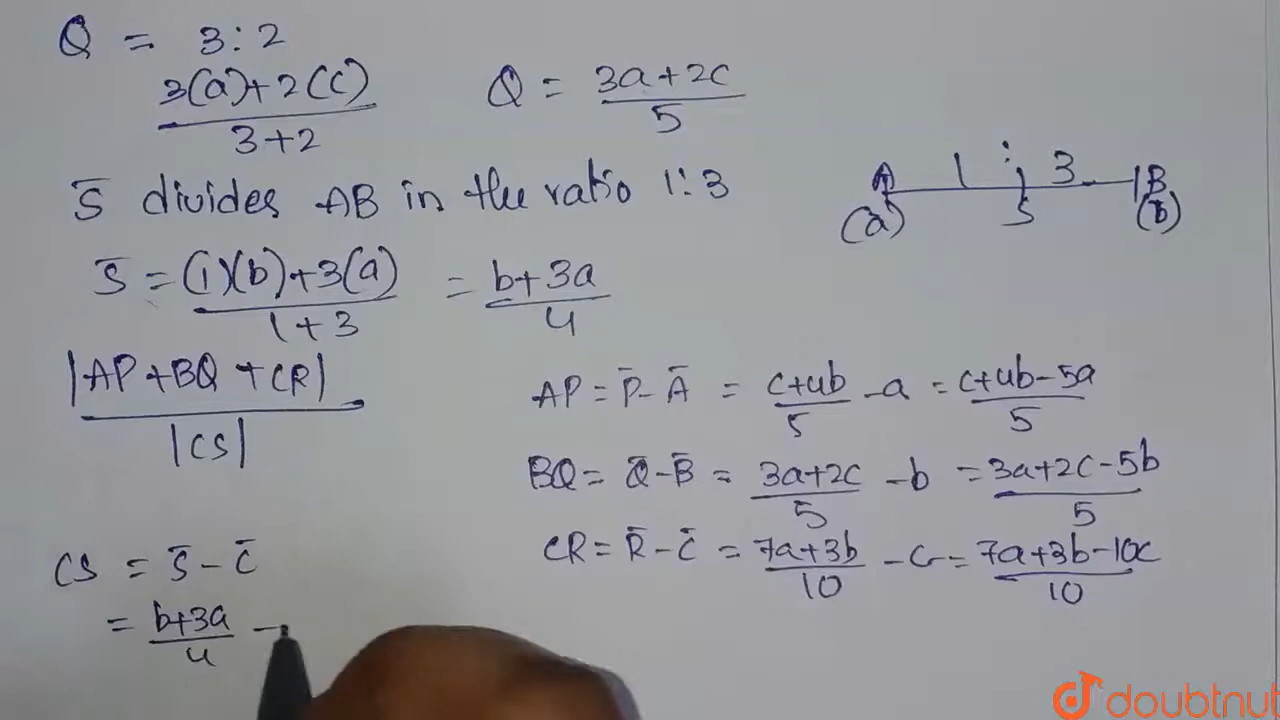 Q = 3:2
3(a)+2(c) / 3+2
Q = 3a+2c / 5
S̄ divides AB in the ratio 1:3
A 1 : 3 B
(a) S (b)
S̄ = (1)(b)+3(a) / 1+3 = b+3a / 4
|AP+BQ+CR| / |CS|
AP = P̄-Ā = c+4b / 5 -a = c+4b-5a / 5
BQ = Q̄-B̄ = 3a+2c / 5 -b = 3a+2c-5b / 5
CR = R̄-C̄ = 7a+3b / 10 -c = 7a+3b-10c / 10
CS = S̄-C̄
= b+3a / 4 -
doubtnut